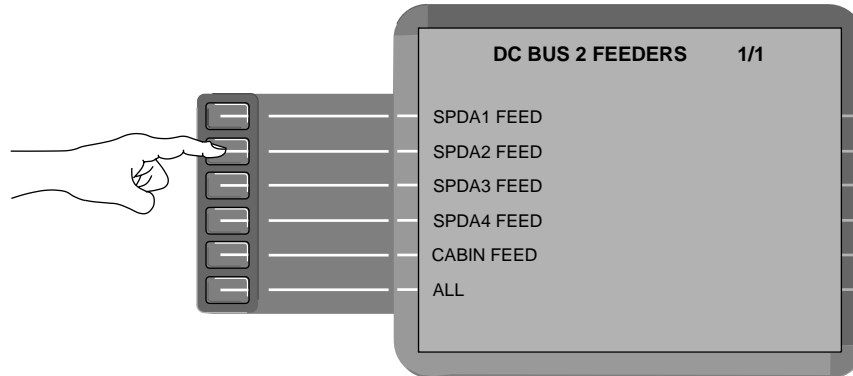 DC BUS 2 FEEDERS 1/1
SPDA1 FEED
SPDA2 FEED
SPDA3 FEED
SPDA4 FEED
CABIN FEED
ALL